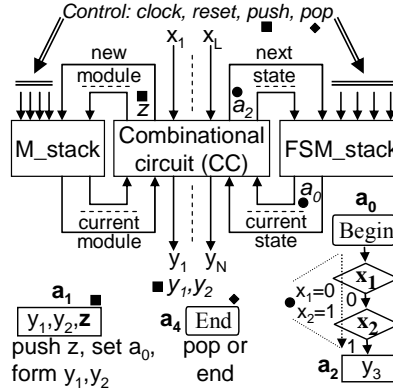 Control: clock, reset, push, pop
new
module
x1
xL
next
state
z
a2
M_stack
Combinational
circuit (CC)
FSM_stack
current
module
a0
current
state
y1
yN
y1,y2
a0
Begin
x1
x1=0
x2=1
0
x2
1
a1
y1,y2,z
push z, set a0,
form y1,y2
a4
End
pop or
end
a2
y3